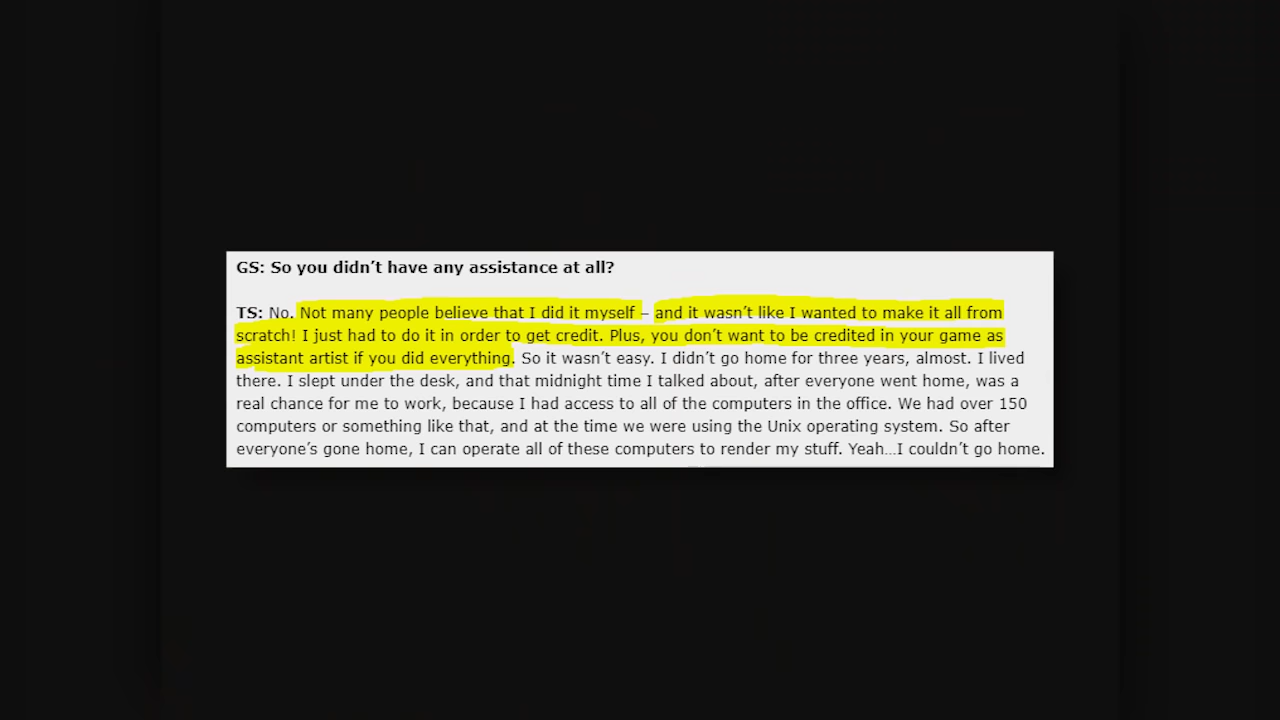 GS: So you didn’t have any assistance at all?
TS: No. Not many people believe that I did it myself – and it wasn’t like I wanted to make it all from
scratch! I just had to do it in order to get credit. Plus, you don’t want to be credited in your game as
assistant artist if you did everything. So it wasn’t easy. I didn’t go home for three years, almost. I lived
there. I slept under the desk, and that midnight time I talked about, after everyone went home, was a
real chance for me to work, because I had access to all of the computers in the office. We had over 150
computers or something like that, and at the time we were using the Unix operating system. So after
everyone’s gone home, I can operate all of these computers to render my stuff. Yeah…I couldn’t go home.